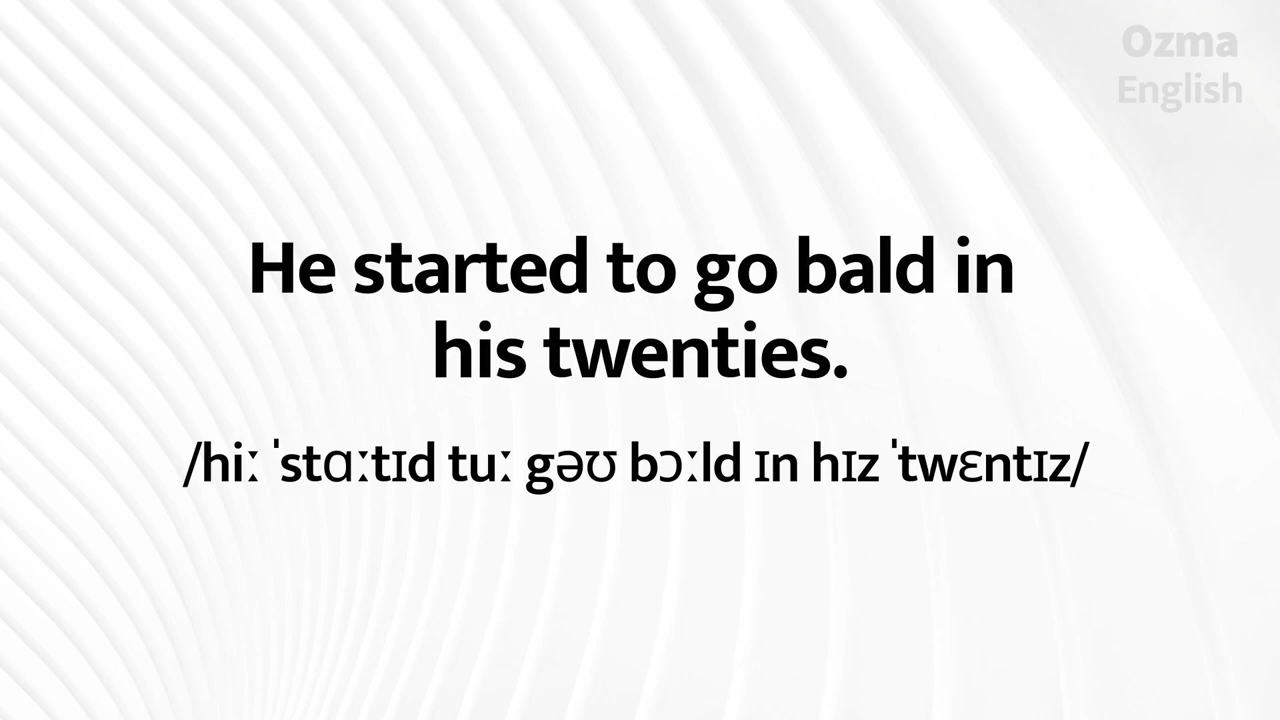 Ozma
English
He started to go bald in
his twenties.
/hiː ˈstɑːtɪd tuː gəʊ bɔːld ɪn hɪz ˈtwɛntɪz/